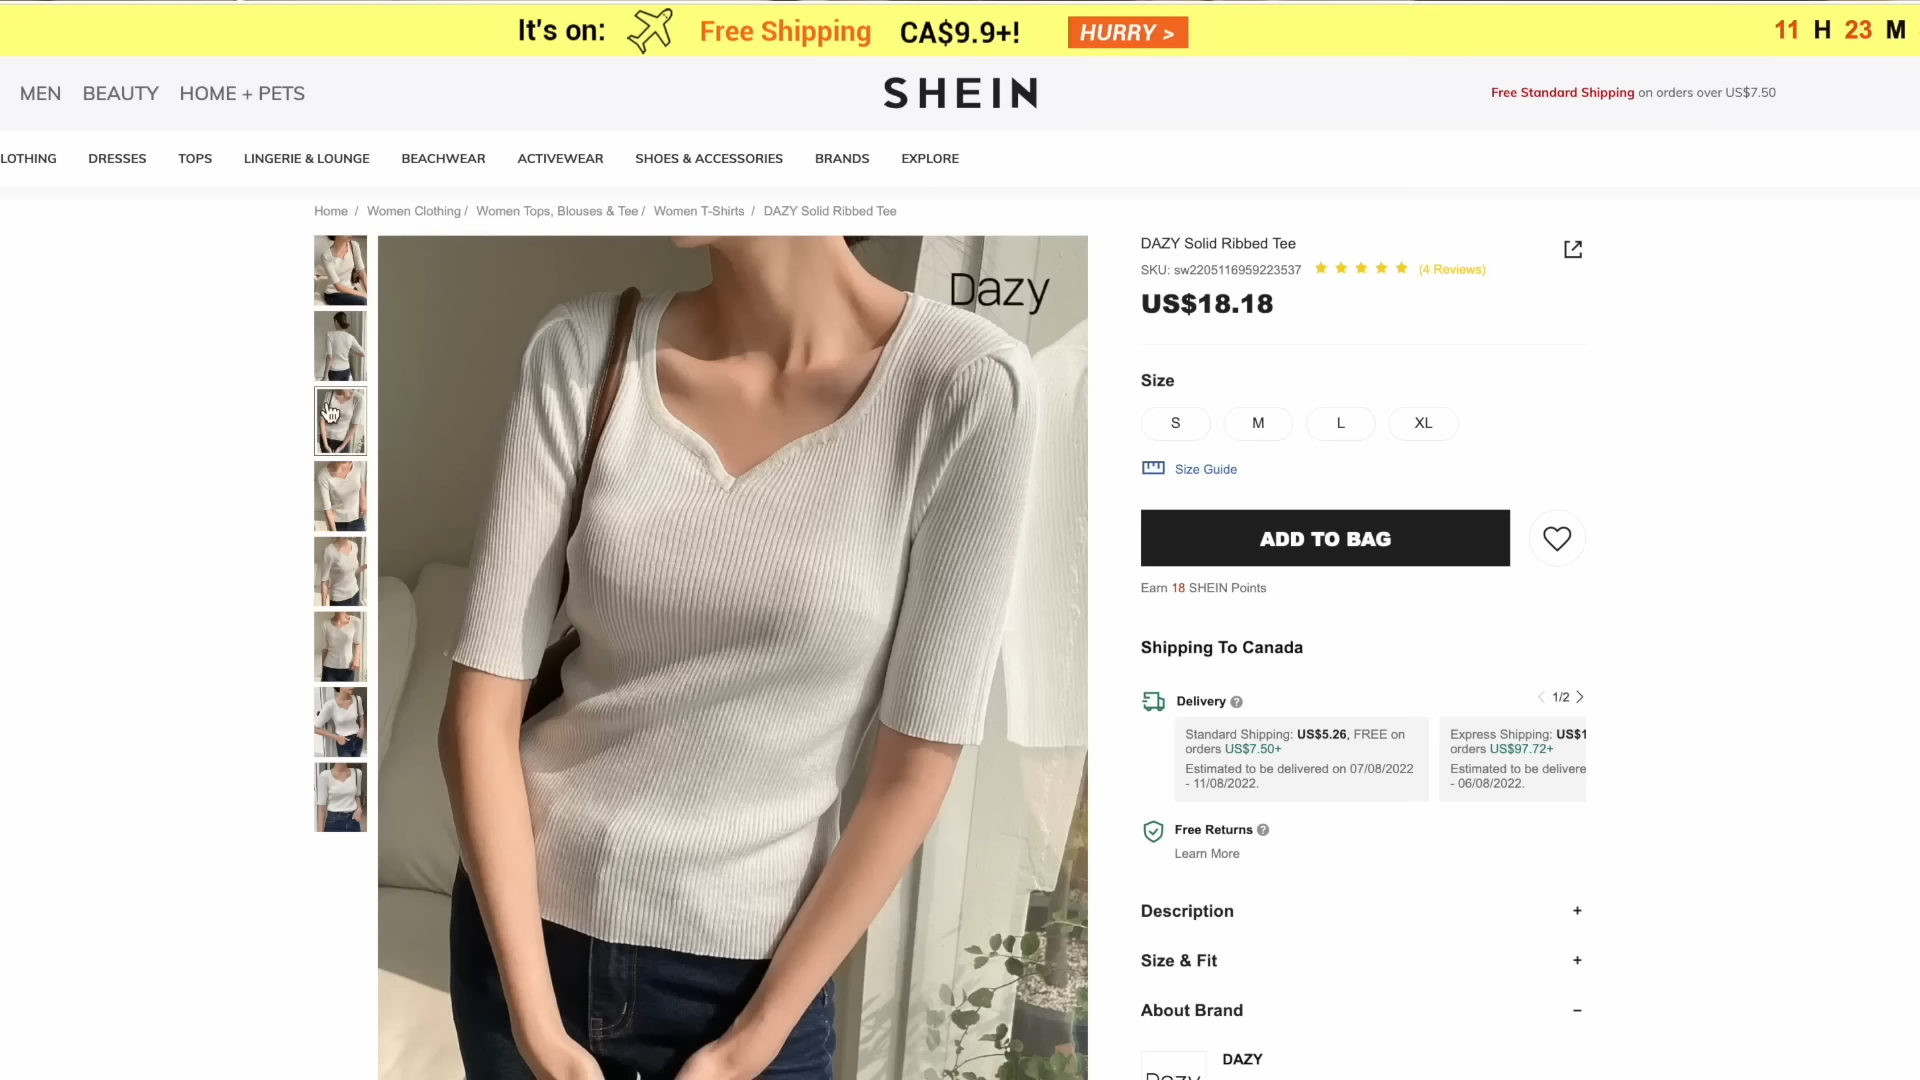 It's on: Free Shipping CA$9.9+! HURRY > 11 H 23 M
MEN BEAUTY HOME + PETS
SHEIN
Free Standard Shipping on orders over US$7.50
LOTHING DRESSES TOPS LINGERIE & LOUNGE BEACHWEAR ACTIVEWEAR SHOES & ACCESSORIES BRANDS EXPLORE
Home / Women Clothing / Women Tops, Blouses & Tee / Women T-Shirts / DAZY Solid Ribbed Tee
Dazy
DAZY Solid Ribbed Tee
SKU: sw2205116959223537 (4 Reviews)
US$18.18
Size
S M L XL
Size Guide
ADD TO BAG
Earn 18 SHEIN Points
Shipping To Canada
Delivery ? < 1/2 >
Standard Shipping: US$5.26, FREE on
orders US$7.50+
Estimated to be delivered on 07/08/2022
- 11/08/2022.
Express Shipping: US$1
orders US$97.72+
Estimated to be delivere
- 06/08/2022.
Free Returns ?
Learn More
Description +
Size & Fit +
About Brand −
Dazy
DAZY